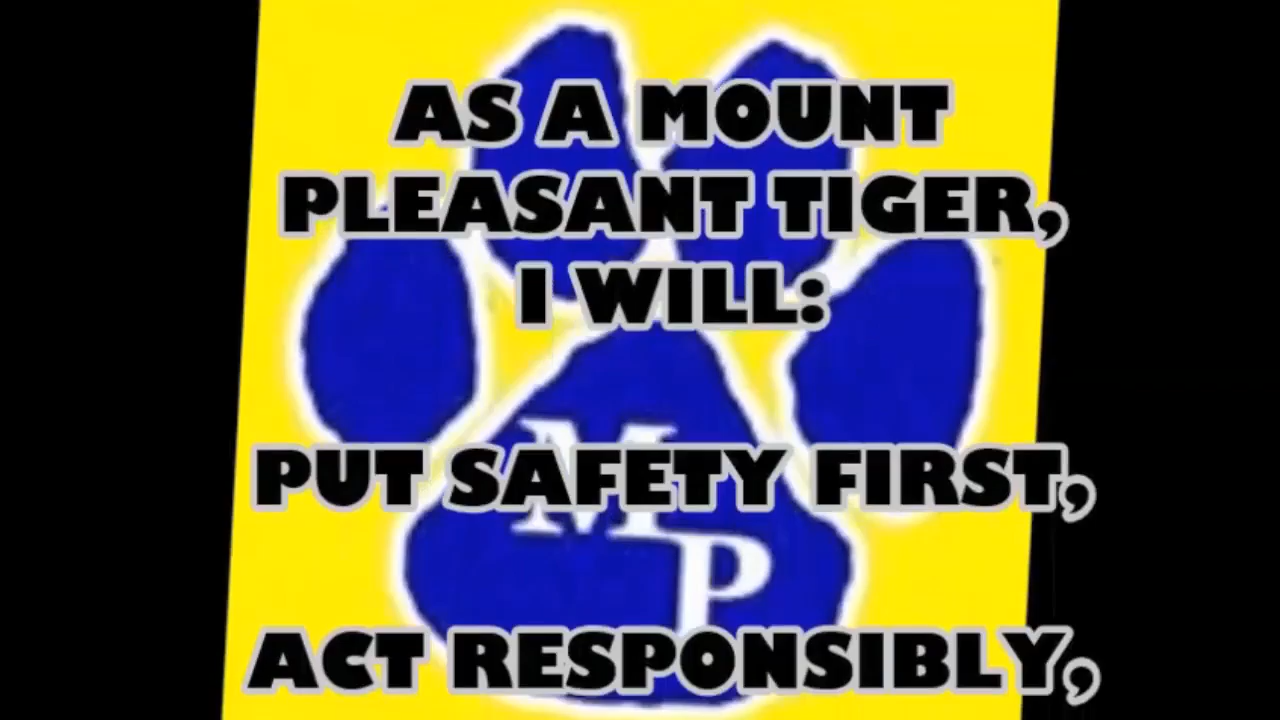 AS A MOUNT
PLEASANT TIGER,
I WILL:
PUT SAFETY FIRST,
M
P
ACT RESPONSIBLY,